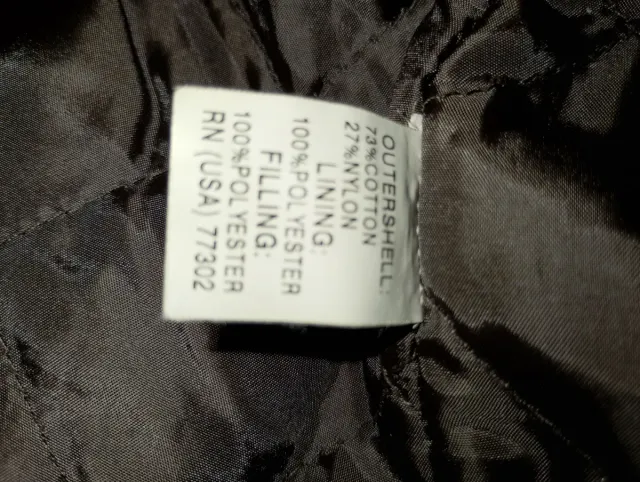 OUTERSHELL:
73%COTTON
27%NYLON
LINING:
100%POLYESTER
FILLING:
100%POLYESTER
RN (USA) 77302